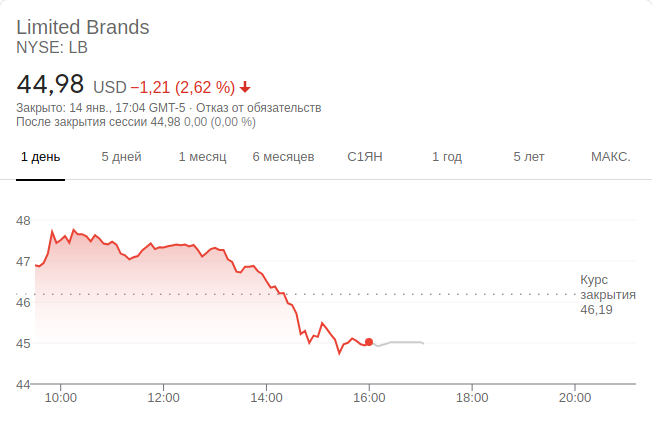 Limited Brands
NYSE: LB
44,98 USD −1,21 (2,62 %)
Закрыто: 14 янв., 17:04 GMT-5 · Отказ от обязательств
После закрытия сессии 44,98 0,00 (0,00 %)
1 день 5 дней 1 месяц 6 месяцев С1ЯН 1 год 5 лет МАКС.
48
47
46
45
44
Курс
закрытия
46,19
10:00 12:00 14:00 16:00 18:00 20:00